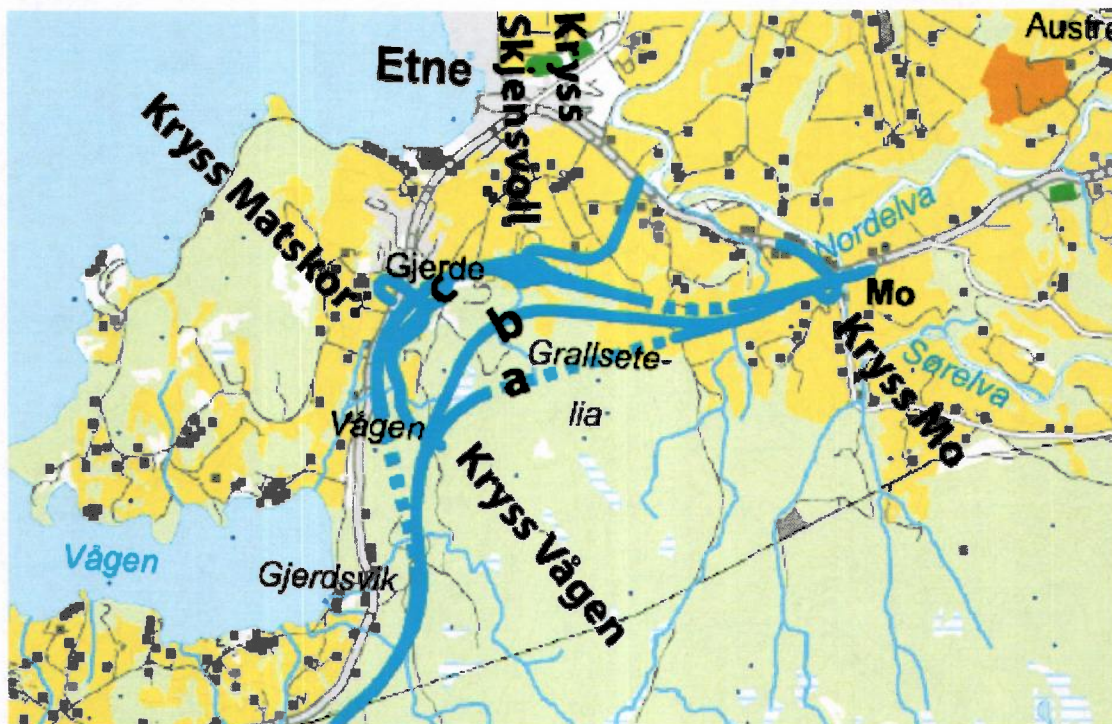 Austre
Etne
Kryss
Skjensvoll
Kryss Matskor
Nordelva
Gjerde
c
b
a
Mo
Grallsete-
lia
Sørelva
Kryss Mo
Vågen
Kryss Vågen
Vågen
Gjerdsvik